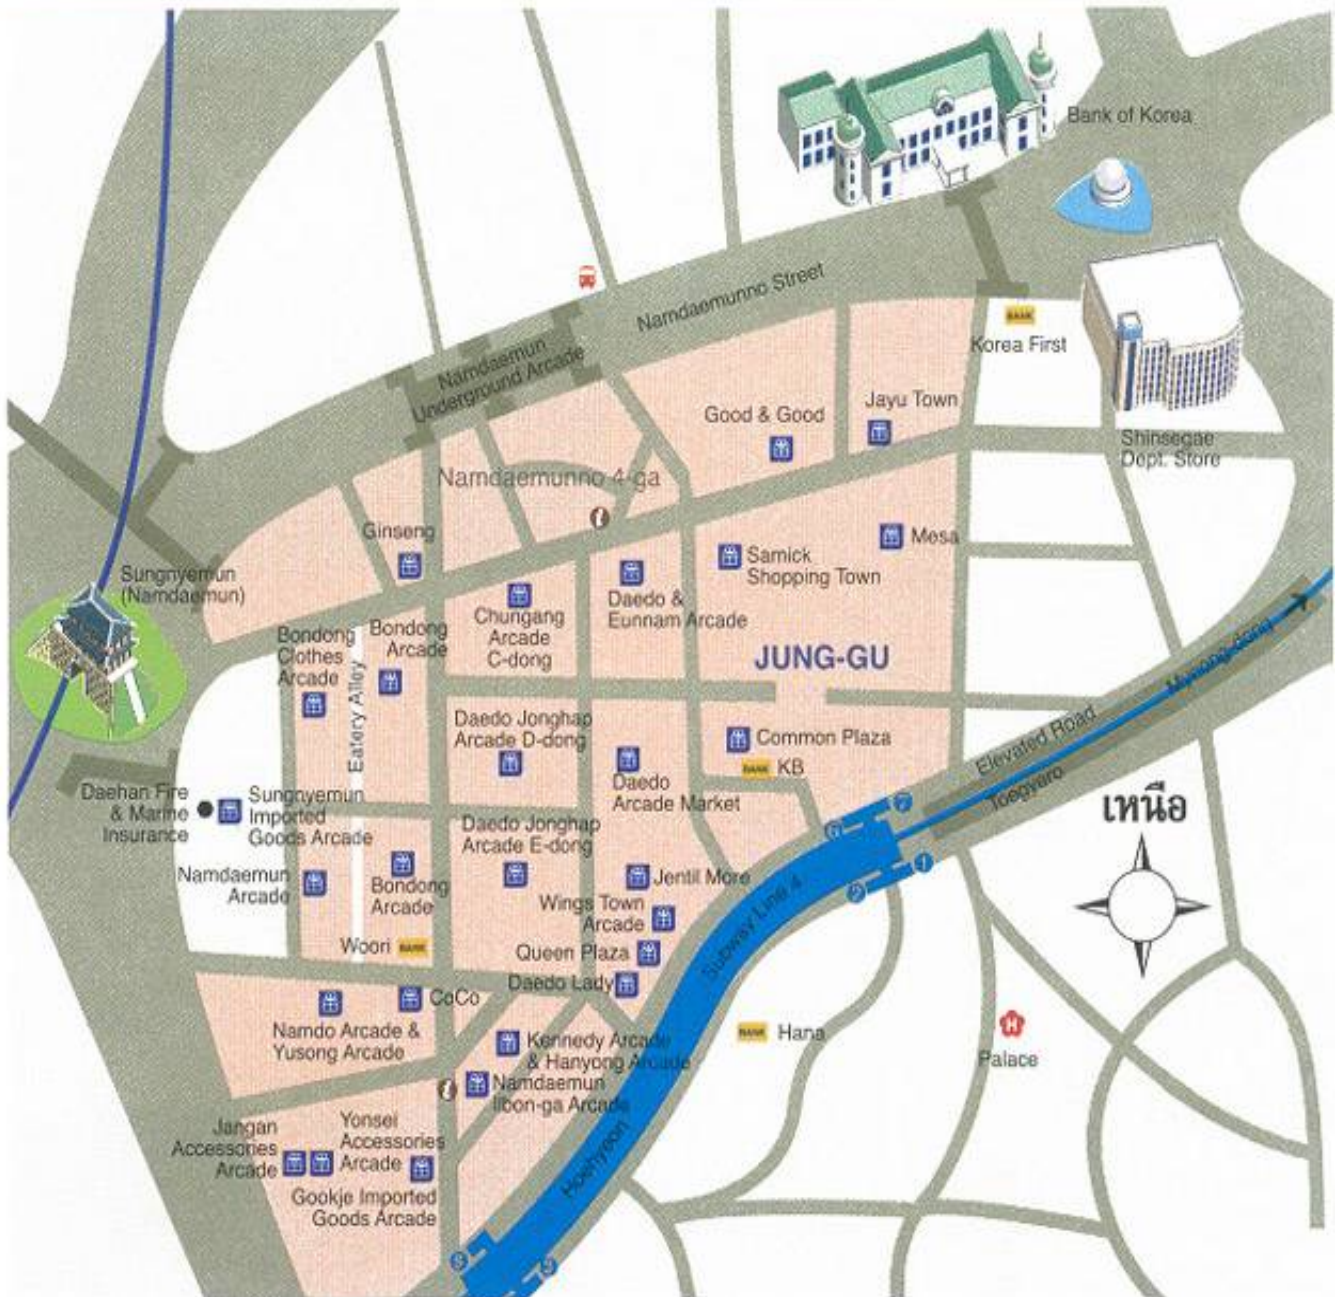 Bank of Korea
Namdaemunno Street
BANK
Korea First
Namdaemun
Underground Arcade
Jayu Town
Good & Good
Shinsegae
Dept. Store
Namdaemunno 4-ga
Ginseng
Mesa
Samick
Shopping Town
Sungnyemun
(Namdaemun)
Daedo &
Eunnam Arcade
Chungang
Arcade
C-dong
Bondong
Arcade
Bondong
Clothes
Arcade
JUNG-GU
Myeong-dong
Eatery Alley
Daedo Jonghap
Arcade D-dong
Common Plaza
BANK KB
Elevated Road
Toegyaro
Daedo
Arcade Market
Daehan Fire
& Marine
Insurance
Sungnyemun
Imported
Goods Arcade
เหนือ
Daedo Jonghap
Arcade E-dong
7
1
Namdaemun
Arcade
Bondong
Arcade
Jentil More
Wings Town
Arcade
Subway Line 4
Woori BANK
Queen Plaza
Daedo Lady
CoCo
Namdo Arcade &
Yusong Arcade
BANK Hana
H
Palace
Kennedy Arcade
& Hanyong Arcade
Namdaemun
Ilbon-ga Arcade
Jangan
Accessories
Arcade
Yonsei
Accessories
Arcade
Gookje Imported
Goods Arcade
Hoehyeon